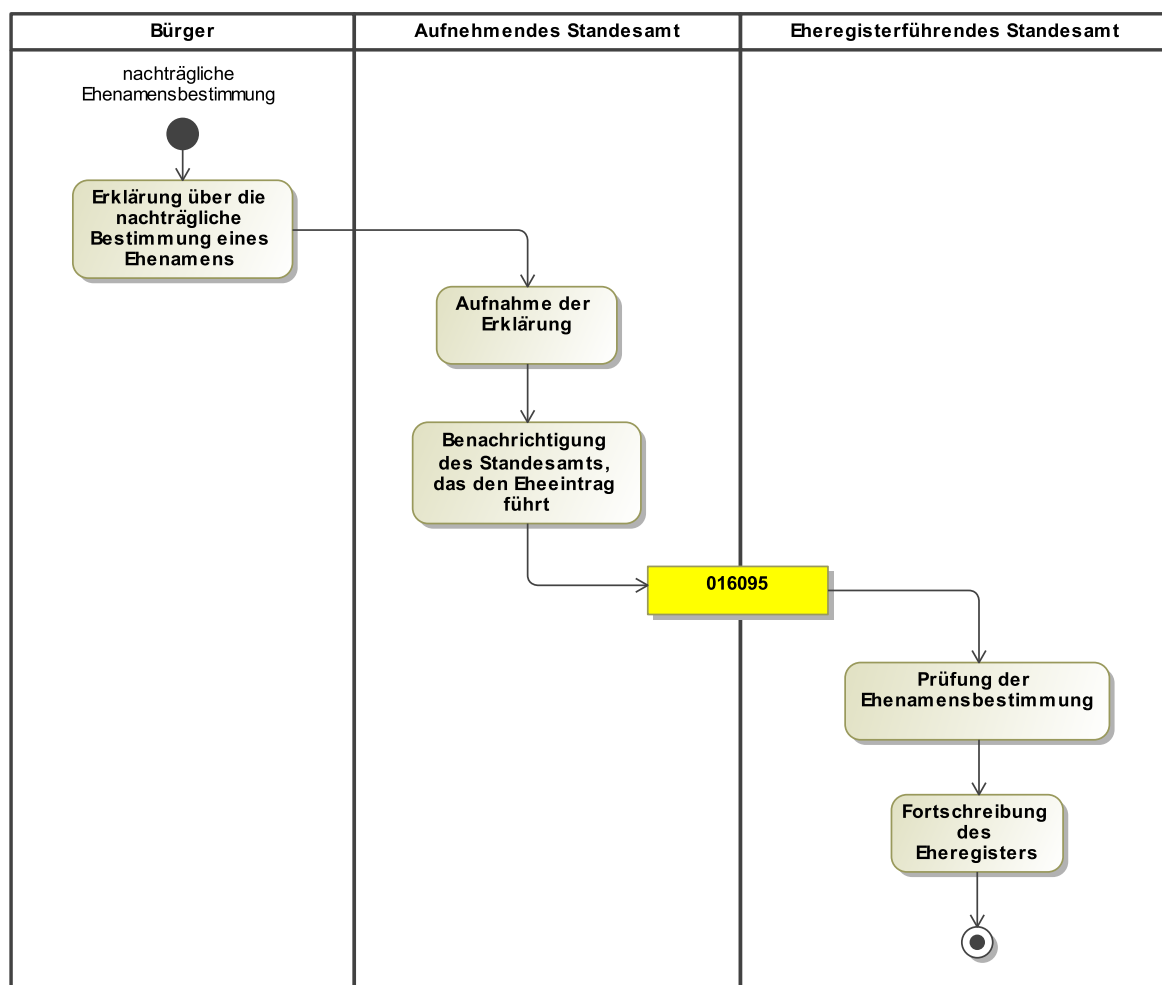 Bürger
Aufnehmendes Standesamt
Eheregisterführendes Standesamt
nachträgliche
Ehenamensbestimmung
Erklärung über die
nachträgliche
Bestimmung eines
Ehenamens
Aufnahme der
Erklärung
Benachrichtigung
des Standesamts,
das den Eheeintrag
führt
016095
Prüfung der
Ehenamensbestimmung
Fortschreibung
des
Eheregisters